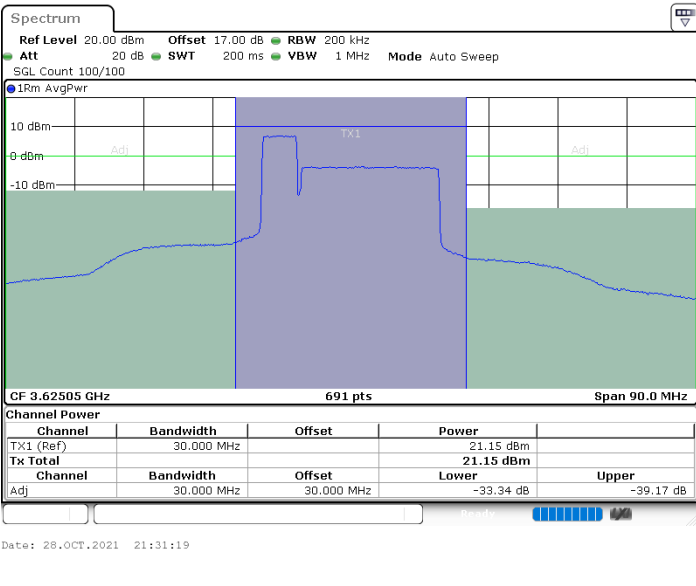 Spectrum
Ref Level 20.00 dBm Offset 17.00 dB RBW 200 kHz
Att 20 dB SWT 200 ms VBW 1 MHz Mode Auto Sweep
SGL Count 100/100
1Rm AvgPwr
10 dBm
TX1
Adj
Adj
0 dBm
-10 dBm
CF 3.62505 GHz 691 pts Span 90.0 MHz
Channel Power
Channel Bandwidth Offset Power
TX1 (Ref) 30.000 MHz 21.15 dBm
Tx Total 21.15 dBm
Channel Bandwidth Offset Lower Upper
Adj 30.000 MHz 30.000 MHz -33.34 dB -39.17 dB
Ready
Date: 28.OCT.2021 21:31:19